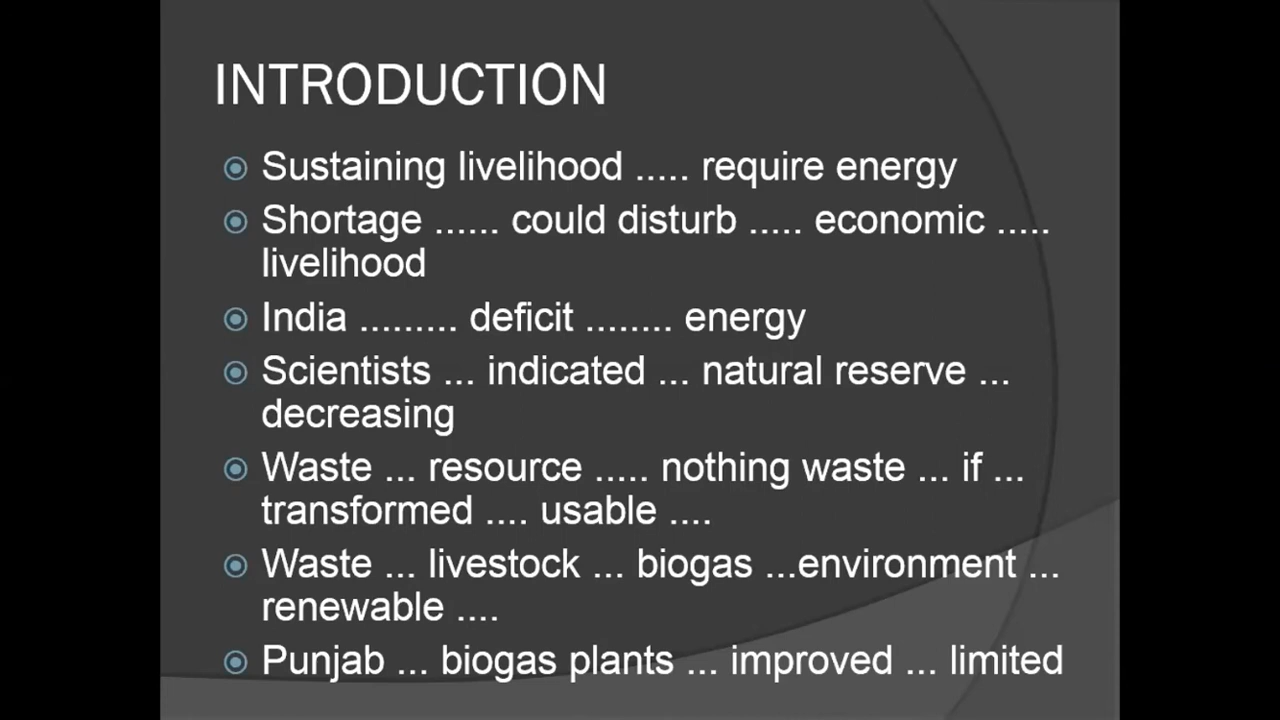 INTRODUCTION
Sustaining livelihood ..... require energy
Shortage ...... could disturb ..... economic .....
livelihood
India ......... deficit ........ energy
Scientists ... indicated ... natural reserve ...
decreasing
Waste ... resource ..... nothing waste ... if ...
transformed .... usable ....
Waste ... livestock ... biogas ...environment ...
renewable ....
Punjab ... biogas plants ... improved ... limited